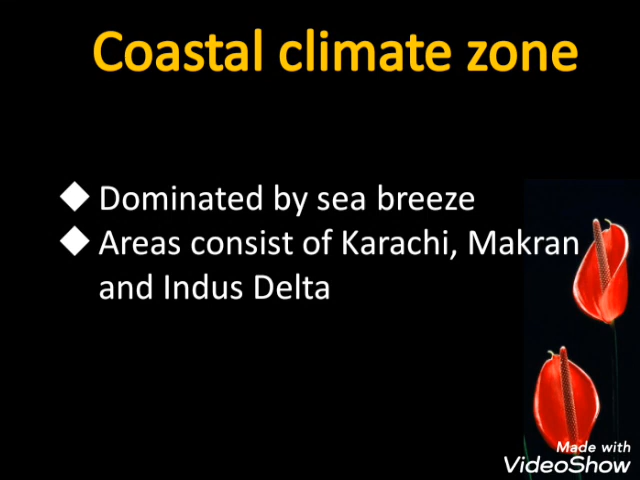 Coastal climate zone
◆ Dominated by sea breeze
◆ Areas consist of Karachi, Makran
and Indus Delta
Made with
VideoShow